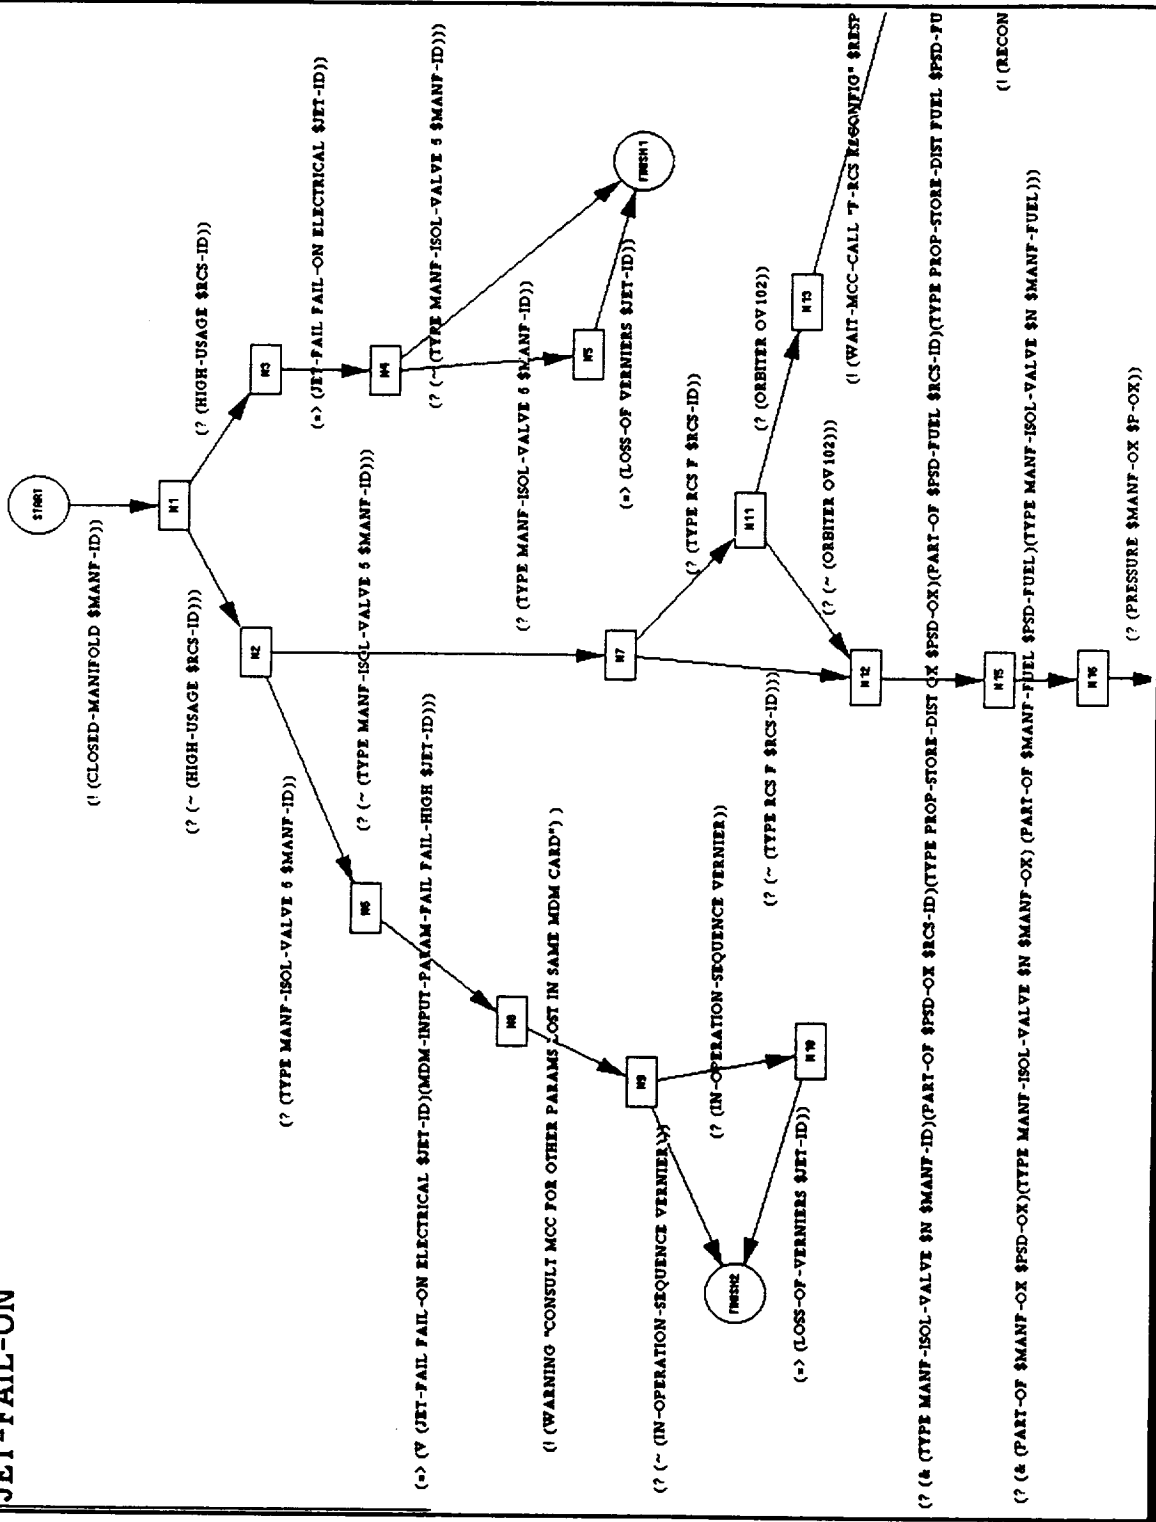 JET-FAIL-ON
START
(! (CLOSED-MANIFOLD $MANF-ID))
N1
(? (~ (HIGH-USAGE $RCS-ID)))
(? (HIGH-USAGE $RCS-ID))
N2
N3
(? (TYPE MANF-ISOL-VALVE 5 $MANF-ID))
(=> (JET-FAIL FAIL-ON ELECTRICAL $JET-ID))
(? (~ (TYPE MANF-ISOL-VALVE 5 $MANF-ID)))
N6
N4
(=> (V (JET-FAIL FAIL-ON ELECTRICAL $JET-ID)(MDM-INPUT-PARAM-FAIL FAIL-HIGH $JET-ID)))
(? (~ (TYPE MANF-ISOL-VALVE 5 $MANF-ID)))
N8
(? (TYPE MANF-ISOL-VALVE 5 $MANF-ID))
(! (WARNING "CONSULT MCC FOR OTHER PARAMS LOST IN SAME MDM CARD") )
N5
N7
(=> (LOSS-OF VERNIERS $JET-ID))
N9
FINISH1
(? (~ (IN-OPERATION-SEQUENCE VERNIER)))
(? (TYPE RCS F $RCS-ID))
(? (IN-OPERATION-SEQUENCE VERNIER))
FINISH2
N11
(? (~ (TYPE RCS F $RCS-ID)))
(? (ORBITER OV102))
(=> (LOSS-OF-VERNIERS $JET-ID))
N10
N13
(? (~ (ORBITER OV102)))
(! (WAIT-MCC-CALL "F-RCS RECONFIG" $RESP
N12
(? (& (TYPE MANF-ISOL-VALVE $N $MANF-ID)(PART-OF $PSD-OX $RCS-ID)(TYPE PROP-STORE-DIST OX $PSD-OX)(PART-OF $PSD-FUEL $RCS-ID)(TYPE PROP-STORE-DIST FUEL $PSD-FU
N15
(! (RECON
(? (& (PART-OF $MANF-OX $PSD-OX)(TYPE MANF-ISOL-VALVE $N $MANF-OX) (PART-OF $MANF-FUEL $PSD-FUEL)(TYPE MANF-ISOL-VALVE $N $MANF-FUEL)))
N16
(? (PRESSURE $MANF-OX $P-OX))